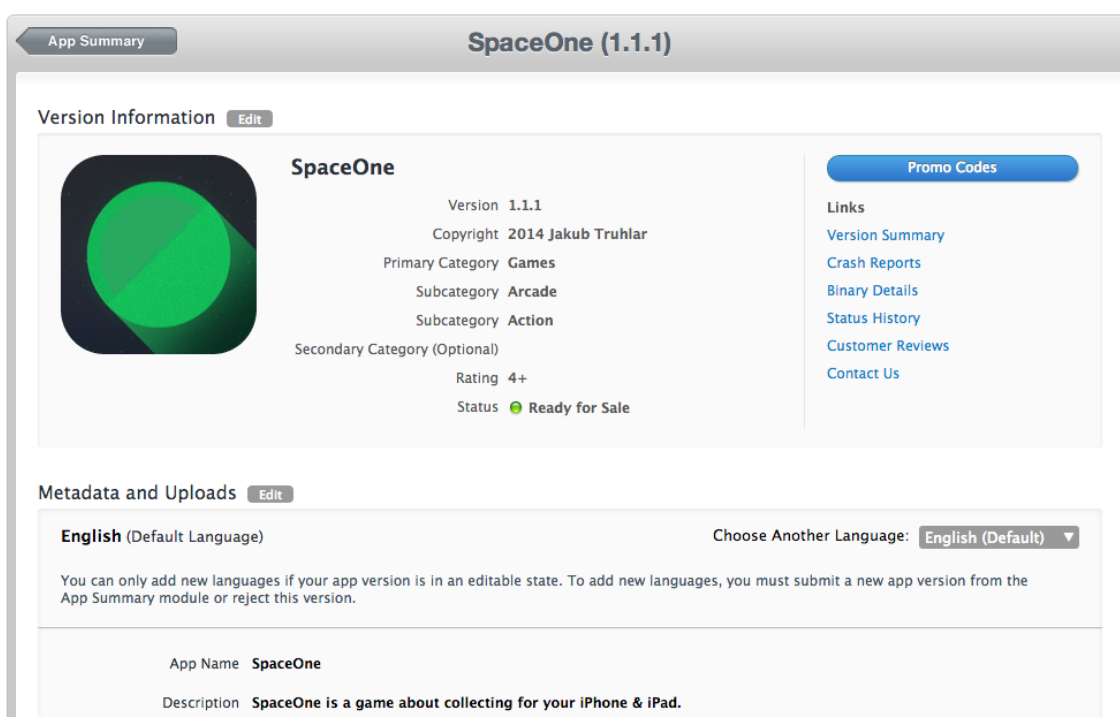 App Summary
SpaceOne (1.1.1)
Version Information Edit
SpaceOne
Version 1.1.1
Copyright 2014 Jakub Truhlar
Primary Category Games
Subcategory Arcade
Subcategory Action
Secondary Category (Optional)
Rating 4+
Status Ready for Sale
Promo Codes
Links
Version Summary
Crash Reports
Binary Details
Status History
Customer Reviews
Contact Us
Metadata and Uploads Edit
English (Default Language)
Choose Another Language: English (Default)
You can only add new languages if your app version is in an editable state. To add new languages, you must submit a new app version from the
App Summary module or reject this version.
App Name SpaceOne
Description SpaceOne is a game about collecting for your iPhone & iPad.